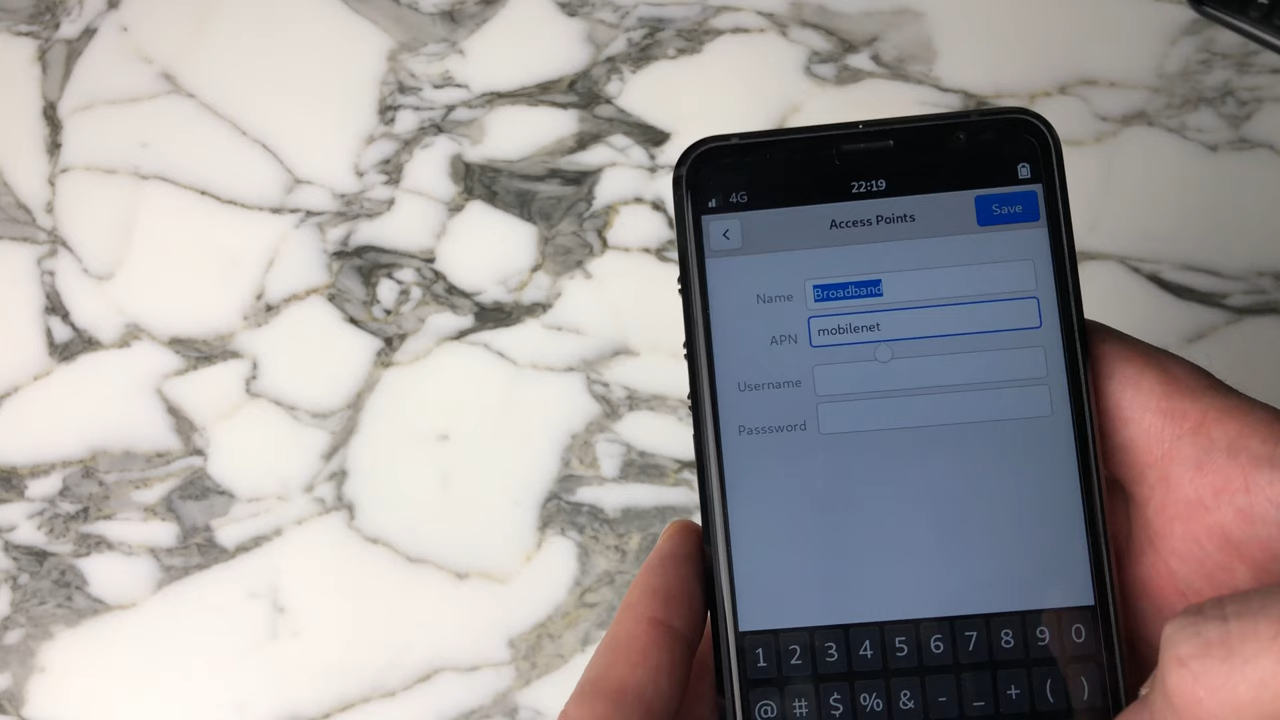 4G 22:19
Access Points Save
Name Broadband
APN mobilenet
Username
Passsword
1 2 3 4 5 6 7 8 9 0
@ # $ % & - _ + ( )